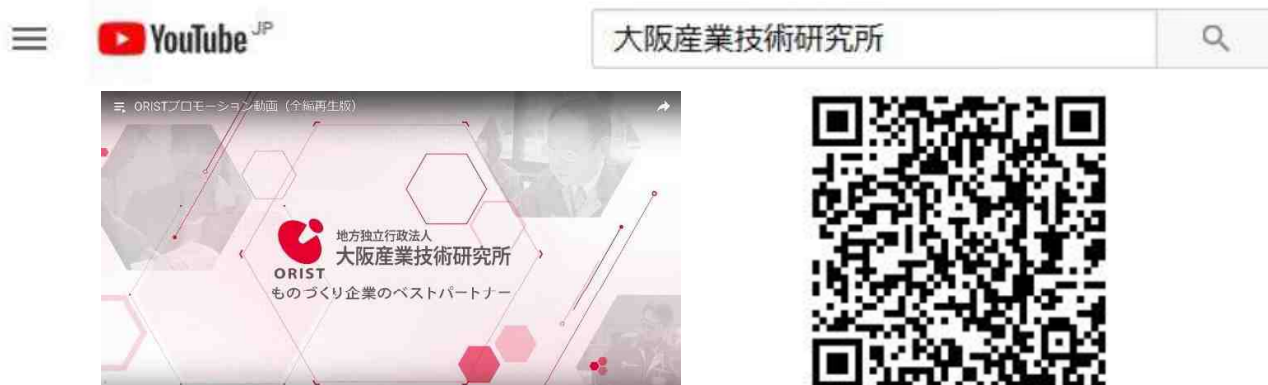 YouTube JP
大阪産業技術研究所
ORISTプロモーション動画（全編再生版）
地方独立行政法人
大阪産業技術研究所
ORIST
ものづくり企業のベストパートナー